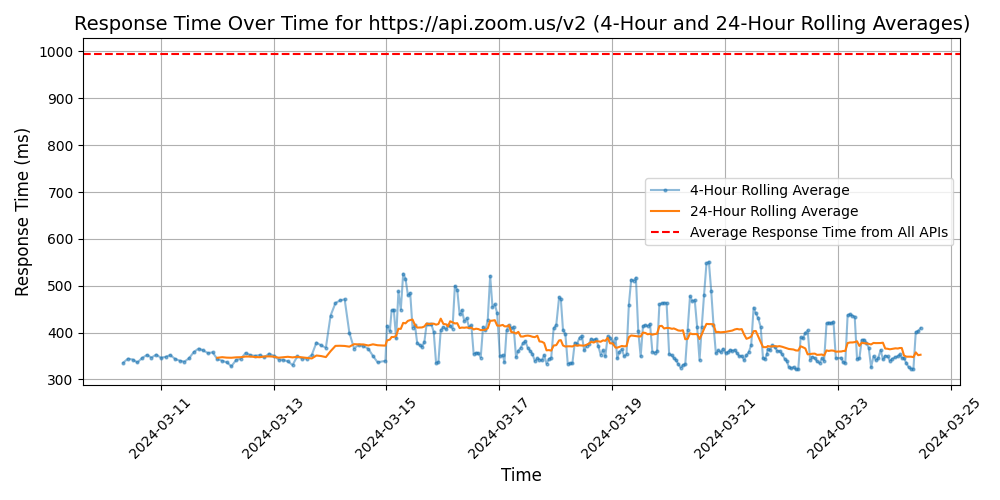 Response Time Over Time for https://api.zoom.us/v2 (4-Hour and 24-Hour Rolling Averages)
Response Time (ms)
1000
900
800
700
600
500
400
300
4-Hour Rolling Average
24-Hour Rolling Average
Average Response Time from All APIs
2024-03-11
2024-03-13
2024-03-15
2024-03-17
2024-03-19
2024-03-21
2024-03-23
2024-03-25
Time